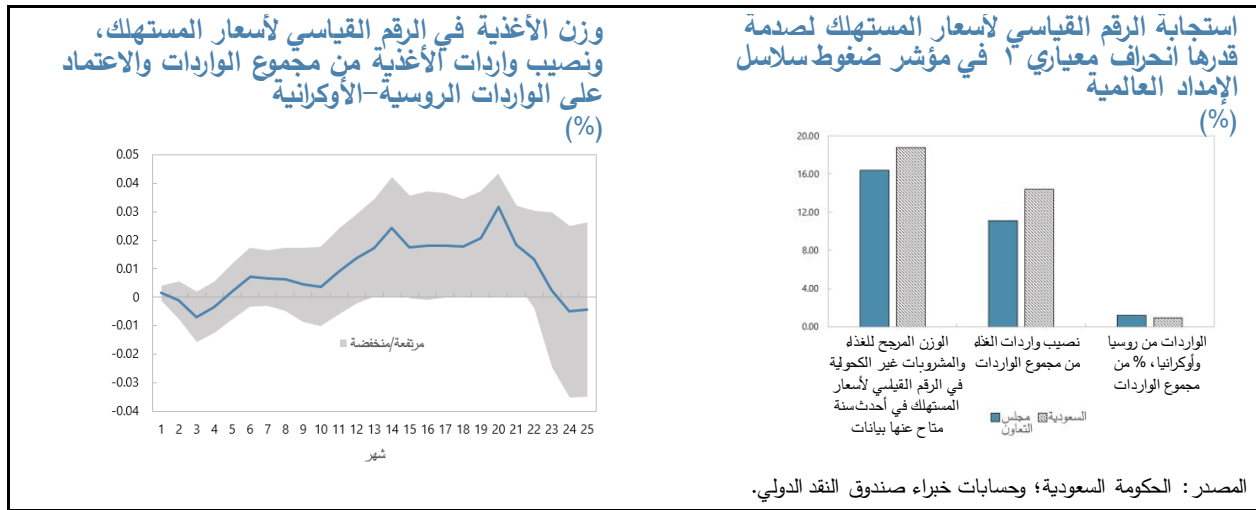 استجابة الرقم القياسي لأسعار المستهلك لصدمة
قدرها انحراف معياري ١ في مؤشر ضغوط سلاسل
الإمداد العالمية
(%)
20.00
16.00
12.00
8.00
4.00
0.00
الوزن المرجح للغذاء
والمشروبات غير الكحولية
في الرقم القياسي لأسعار
المستهلك في أحدث سنة
متاح عنها بيانات
نصيب واردات الغذاء
من مجموع الواردات
الواردات من روسيا
وأوكرانيا، % من
مجموع الواردات
مجلس
التعاون
السعودية
وزن الأغذية في الرقم القياسي لأسعار المستهلك،
ونصيب واردات الأغذية من مجموع الواردات والاعتماد
على الواردات الروسية-الأوكرانية
(%)
0.05
0.04
0.03
0.02
0.01
0
-0.01
-0.02
-0.03
-0.04
مرتفعة/منخفضة
1 2 3 4 5 6 7 8 9 10 11 12 13 14 15 16 17 18 19 20 21 22 23 24 25
شهر
المصدر: الحكومة السعودية؛ وحسابات خبراء صندوق النقد الدولي.